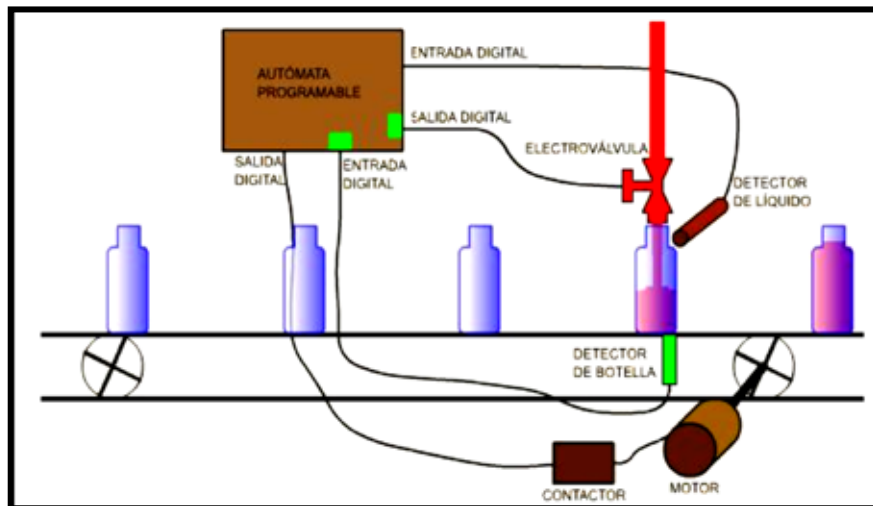 AUTÓMATA
PROGRAMABLE
ENTRADA DIGITAL
SALIDA DIGITAL
SALIDA
DIGITAL
ENTRADA
DIGITAL
ELECTROVÁLVULA
DETECTOR
DE LÍQUIDO
DETECTOR
DE BOTELLA
CONTACTOR
MOTOR